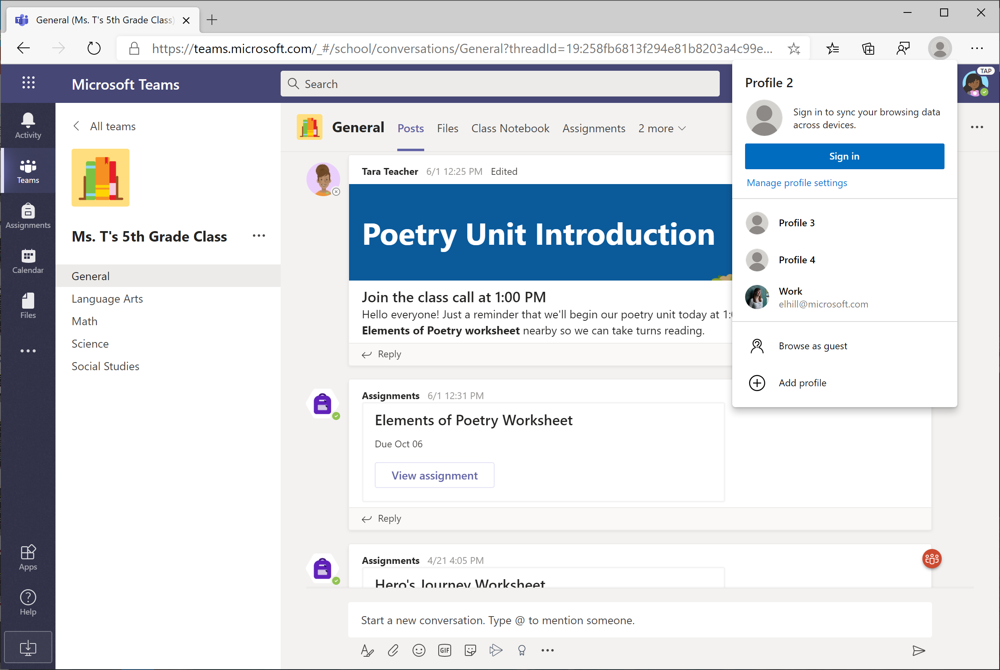 General (Ms. T's 5th Grade Class)
https://teams.microsoft.com/_#/school/conversations/General?threadId=19:258fb6813f294e81b8203a4c99e...
Microsoft Teams
Search
TAP
Activity
Teams
Assignments
Calendar
Files
Apps
Help
All teams
Ms. T's 5th Grade Class
General
Language Arts
Math
Science
Social Studies
General Posts Files Class Notebook Assignments 2 more
Tara Teacher 6/1 12:25 PM Edited
Poetry Unit Introduction
Join the class call at 1:00 PM
Hello everyone! Just a reminder that we'll begin our poetry unit today at
Elements of Poetry worksheet nearby so we can take turns reading.
Reply
Assignments 6/1 12:31 PM
Elements of Poetry Worksheet
Due Oct 06
View assignment
Reply
Assignments 4/21 4:05 PM
Hero's Journey Worksheet
Start a new conversation. Type @ to mention someone.
GIF
Profile 2
Sign in to sync your browsing data
across devices.
Sign in
Manage profile settings
Profile 3
Profile 4
Work
elhill@microsoft.com
Browse as guest
Add profile